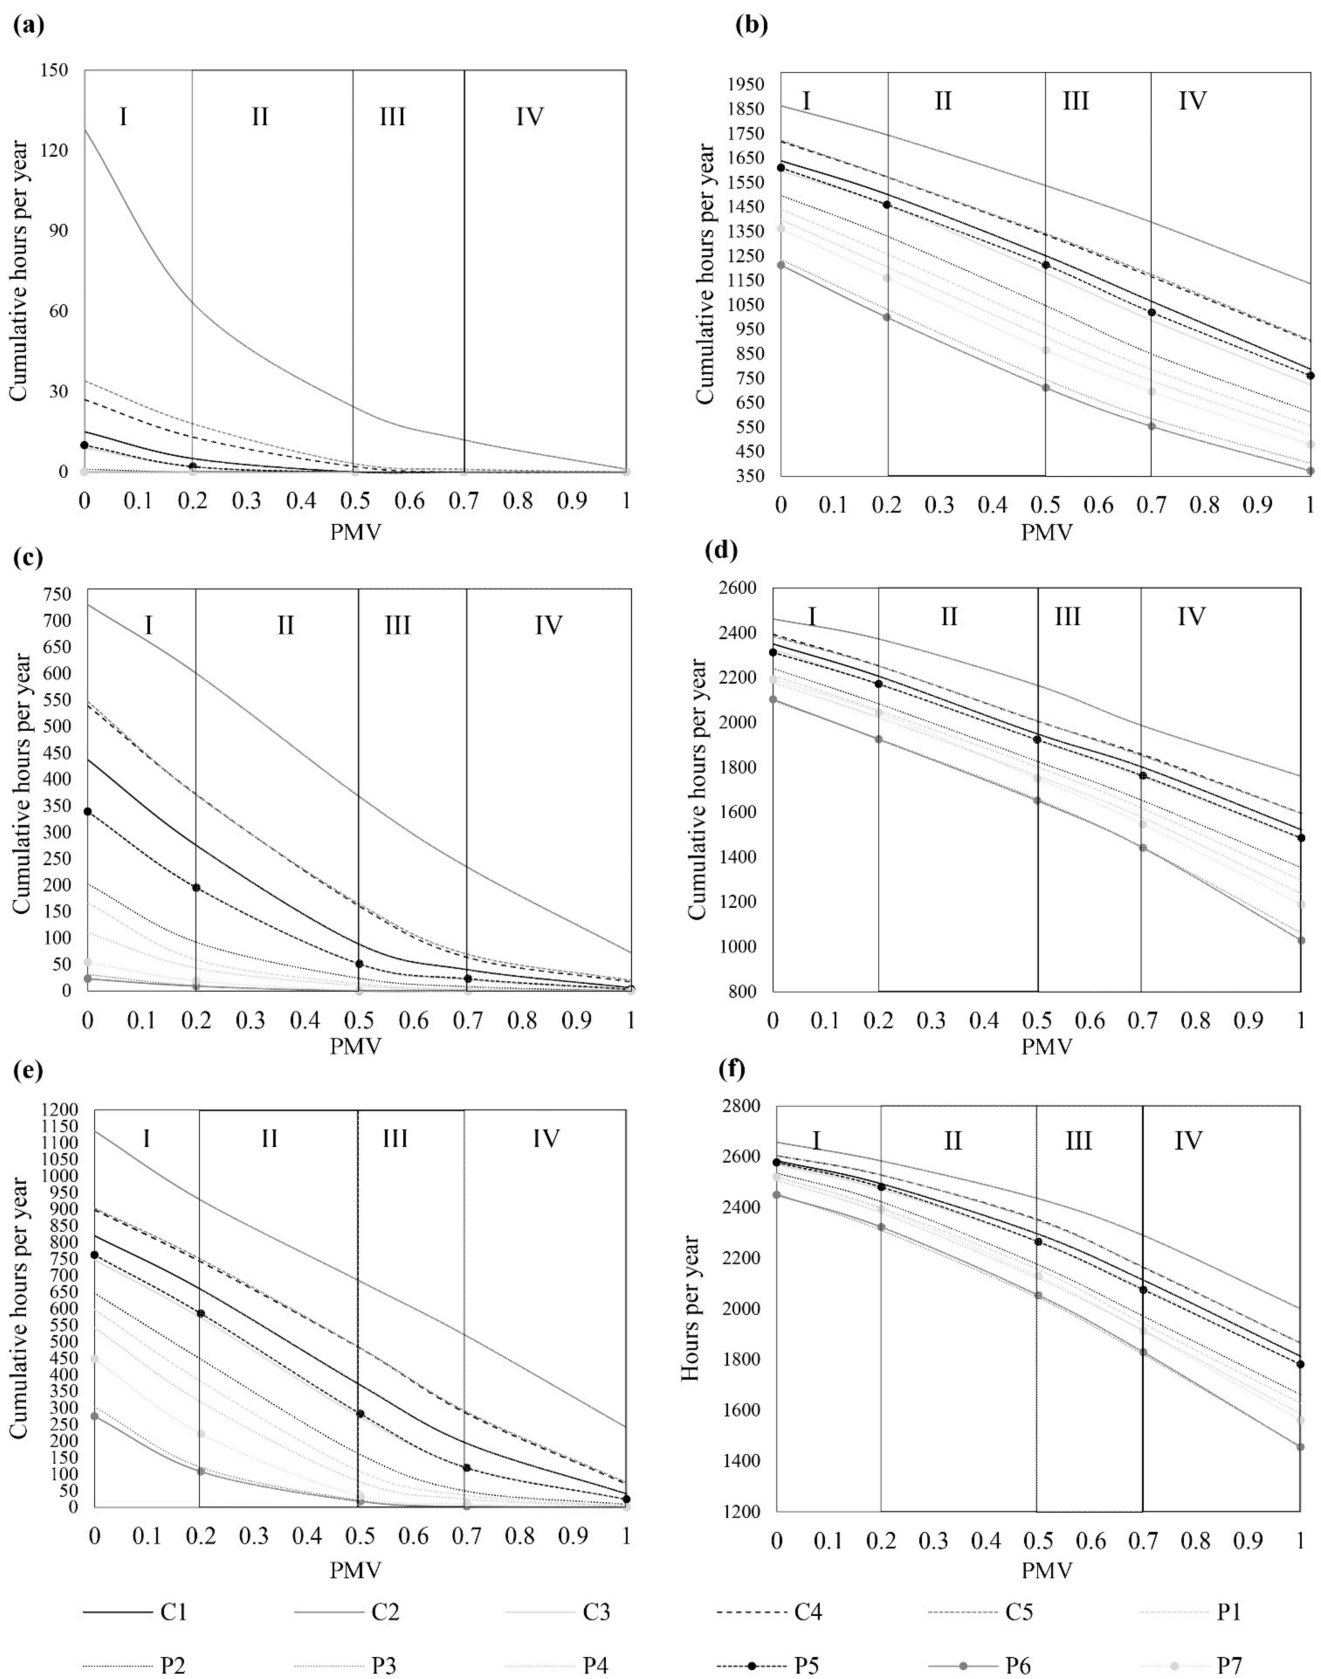 (a)
Cumulative hours per year
150
120
90
60
30
0
I II III IV
0 0.1 0.2 0.3 0.4 0.5 0.6 0.7 0.8 0.9 1
PMV
(b)
Cumulative hours per year
1950
1850
1750
1650
1550
1450
1350
1250
1150
1050
950
850
750
650
550
450
350
I II III IV
0 0.1 0.2 0.3 0.4 0.5 0.6 0.7 0.8 0.9 1
PMV
(c)
Cumulative hours per year
750
700
650
600
550
500
450
400
350
300
250
200
150
100
50
0
I II III IV
0 0.1 0.2 0.3 0.4 0.5 0.6 0.7 0.8 0.9 1
PMV
(d)
Cumulative hours per year
2600
2400
2200
2000
1800
1600
1400
1200
1000
800
I II III IV
0 0.1 0.2 0.3 0.4 0.5 0.6 0.7 0.8 0.9 1
PMV
(e)
Cumulative hours per year
1200
1100
1050
1000
950
900
850
800
750
700
650
600
550
500
450
400
350
300
250
200
150
100
50
0
I II III IV
0 0.1 0.2 0.3 0.4 0.5 0.6 0.7 0.8 0.9 1
PMV
(f)
Hours per year
2800
2600
2400
2200
2000
1800
1600
1400
1200
I II III IV
0 0.1 0.2 0.3 0.4 0.5 0.6 0.7 0.8 0.9 1
PMV
C1 C2 C3 C4 C5 P1
P2 P3 P4 P5 P6 P7